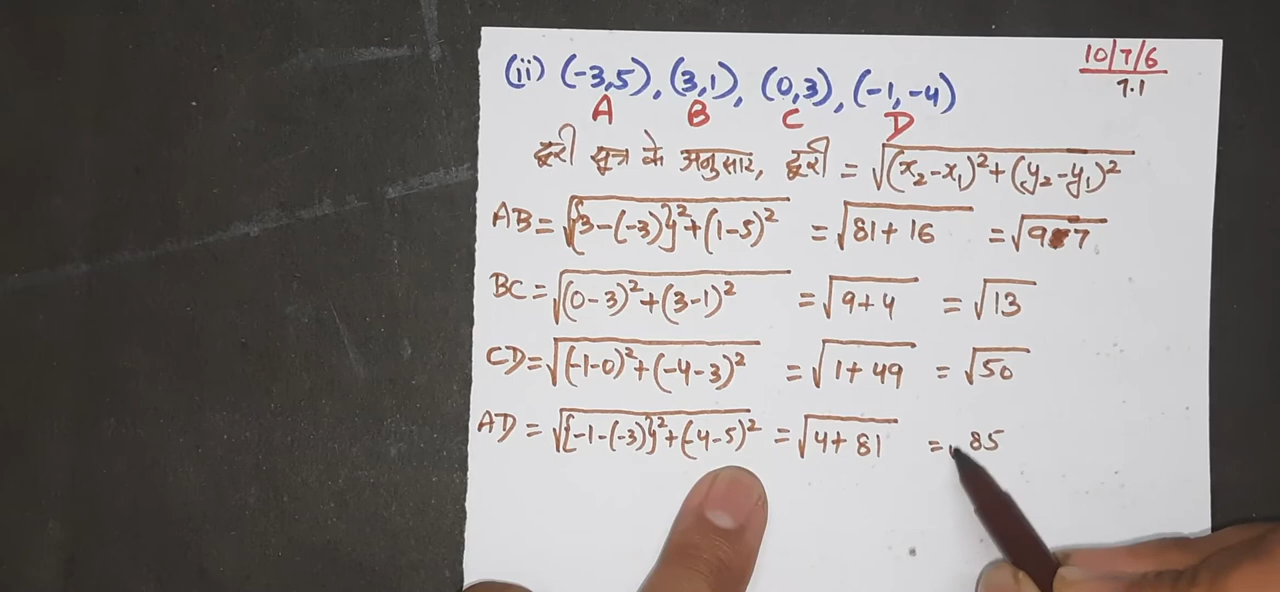 (ii) (-3,5), (3,1), (0,3), (-1,-4)
10/7/6
7.1
A B C D
दूरी सूत्र के अनुसार, दूरी = √(x₂-x₁)²+(y₂-y₁)²
AB = √{3-(-3)}²+(1-5)² = √81+16 = √97
BC = √(0-3)²+(3-1)² = √9+4 = √13
CD = √(-1-0)²+(-4-3)² = √1+49 = √50
AD = √{-1-(-3)}²+(-4-5)² = √4+81 = 85